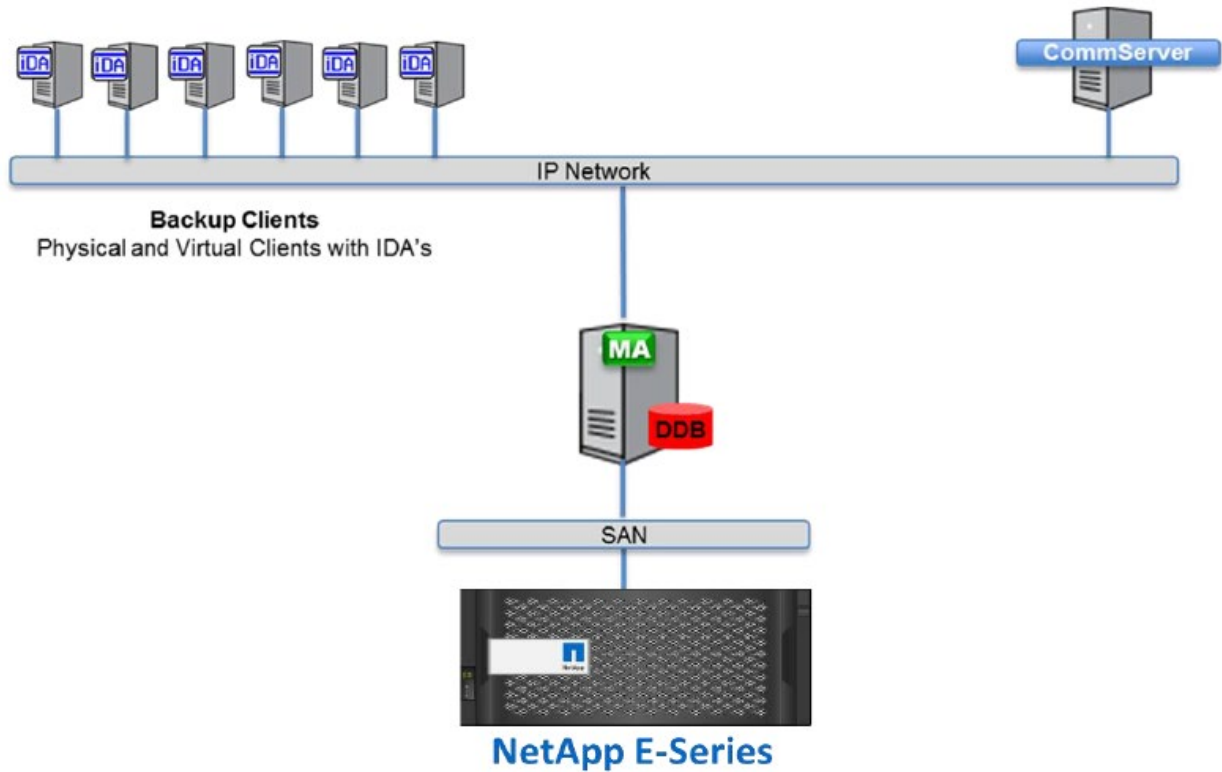 iDA iDA iDA iDA iDA iDA
CommServer
IP Network
Backup Clients
Physical and Virtual Clients with IDA's
MA
DDB
SAN
NetApp
NetApp E-Series